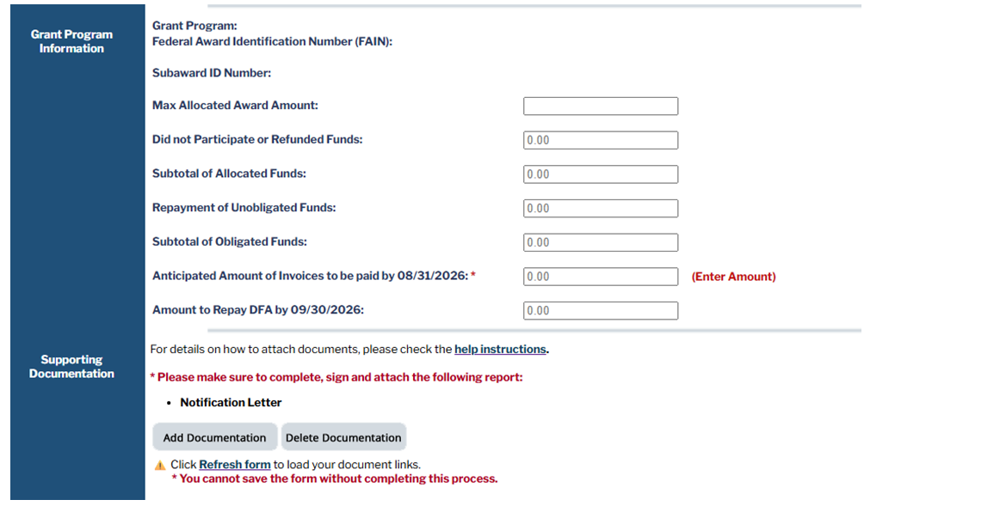 Grant Program
Information
Grant Program:
Federal Award Identification Number (FAIN):
Subaward ID Number:
Max Allocated Award Amount:
Did not Participate or Refunded Funds: 0.00
Subtotal of Allocated Funds: 0.00
Repayment of Unobligated Funds: 0.00
Subtotal of Obligated Funds: 0.00
Anticipated Amount of Invoices to be paid by 08/31/2026: * 0.00 (Enter Amount)
Amount to Repay DFA by 09/30/2026: 0.00
Supporting
Documentation
For details on how to attach documents, please check the help instructions.
* Please make sure to complete, sign and attach the following report:
• Notification Letter
Add Documentation Delete Documentation
Click Refresh form to load your document links.
* You cannot save the form without completing this process.